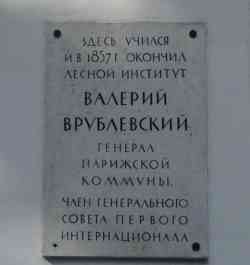 ЗДЕСЬ УЧИЛСЯ
И В 1857 Г. ОКОНЧИЛ
ЛЕСНОЙ ИНСТИТУТ
ВАЛЕРИЙ
ВРУБЛЕВСКИЙ
ГЕНЕРАЛ
ПАРИЖСКОЙ
КОММУНЫ,
ЧЛЕН ГЕНЕРАЛЬНОГО
СОВЕТА ПЕРВОГО
ИНТЕРНАЦИОНАЛА